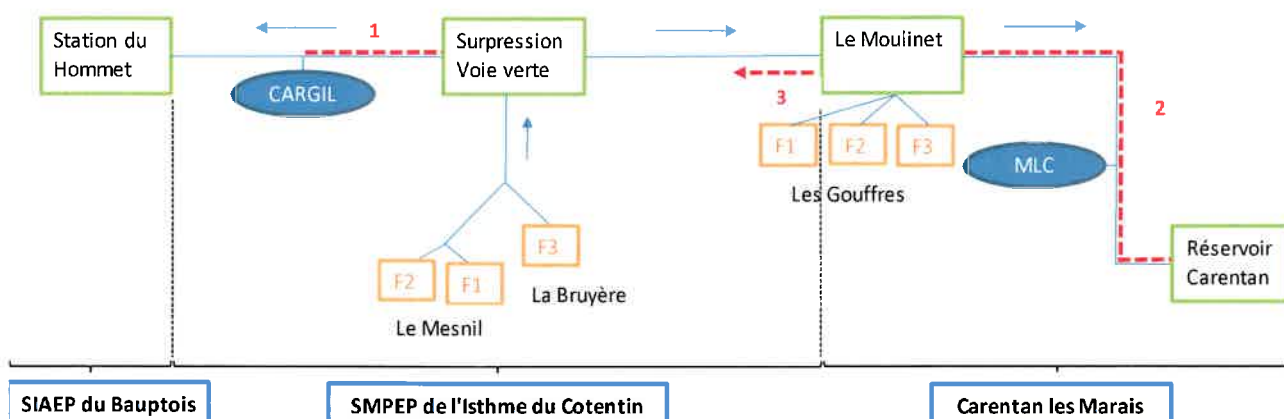 Station du
Hommet
1
Surpression
Voie verte
Le Moulinet
CARGIL
3
2
F1
F2
F3
MLC
Les Gouffres
F3
F2
F1
La Bruyère
Le Mesnil
Réservoir
Carentan
SIAEP du Bauptois
SMPEP de l'Isthme du Cotentin
Carentan les Marais